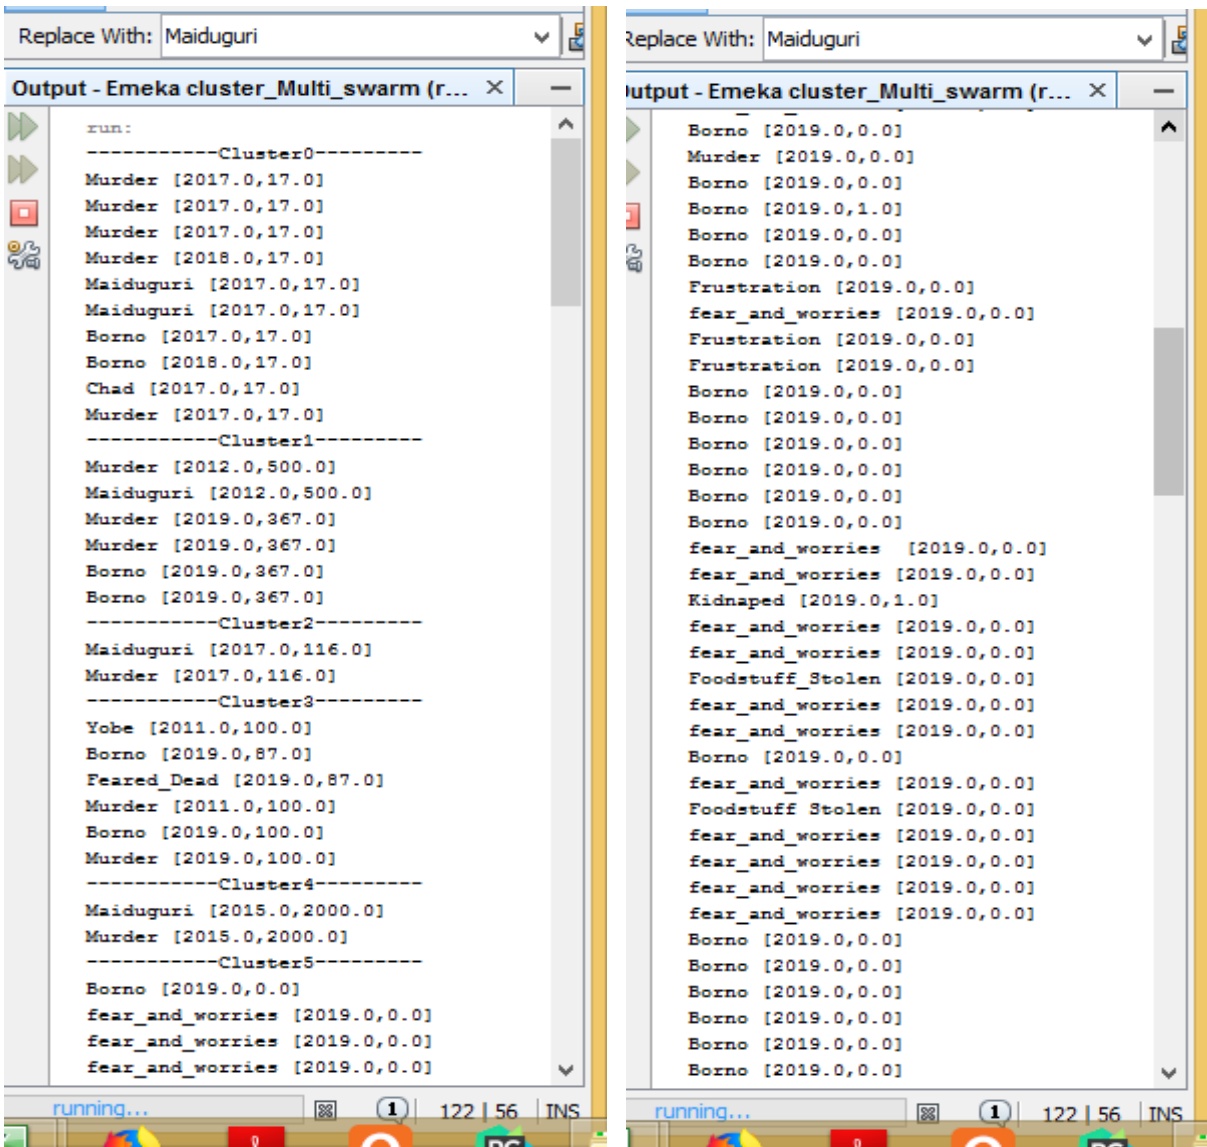 Replace With: Maiduguri
Output - Emeka cluster_Multi_swarm (r...
run:
-----------Cluster0---------
Murder [2017.0,17.0]
Murder [2017.0,17.0]
Murder [2017.0,17.0]
Murder [2018.0,17.0]
Maiduguri [2017.0,17.0]
Maiduguri [2017.0,17.0]
Borno [2017.0,17.0]
Borno [2018.0,17.0]
Chad [2017.0,17.0]
Murder [2017.0,17.0]
-----------Cluster1---------
Murder [2012.0,500.0]
Maiduguri [2012.0,500.0]
Murder [2019.0,367.0]
Murder [2019.0,367.0]
Borno [2019.0,367.0]
Borno [2019.0,367.0]
-----------Cluster2---------
Maiduguri [2017.0,116.0]
Murder [2017.0,116.0]
-----------Cluster3---------
Yobe [2011.0,100.0]
Borno [2019.0,87.0]
Feared_Dead [2019.0,87.0]
Murder [2011.0,100.0]
Borno [2019.0,100.0]
Murder [2019.0,100.0]
-----------Cluster4---------
Maiduguri [2015.0,2000.0]
Murder [2015.0,2000.0]
-----------Cluster5---------
Borno [2019.0,0.0]
fear_and_worries [2019.0,0.0]
fear_and_worries [2019.0,0.0]
fear_and_worries [2019.0,0.0]
running... 1 122 | 56 INS
Replace With: Maiduguri
utput - Emeka cluster_Multi_swarm (r...
Borno [2019.0,0.0]
Murder [2019.0,0.0]
Borno [2019.0,0.0]
Borno [2019.0,1.0]
Borno [2019.0,0.0]
Borno [2019.0,0.0]
Frustration [2019.0,0.0]
fear_and_worries [2019.0,0.0]
Frustration [2019.0,0.0]
Frustration [2019.0,0.0]
Borno [2019.0,0.0]
Borno [2019.0,0.0]
Borno [2019.0,0.0]
Borno [2019.0,0.0]
Borno [2019.0,0.0]
Borno [2019.0,0.0]
fear_and_worries  [2019.0,0.0]
fear_and_worries [2019.0,0.0]
Kidnaped [2019.0,1.0]
fear_and_worries [2019.0,0.0]
fear_and_worries [2019.0,0.0]
Foodstuff_Stolen [2019.0,0.0]
fear_and_worries [2019.0,0.0]
fear_and_worries [2019.0,0.0]
Borno [2019.0,0.0]
fear_and_worries [2019.0,0.0]
Foodstuff Stolen [2019.0,0.0]
fear_and_worries [2019.0,0.0]
fear_and_worries [2019.0,0.0]
fear_and_worries [2019.0,0.0]
fear_and_worries [2019.0,0.0]
Borno [2019.0,0.0]
Borno [2019.0,0.0]
Borno [2019.0,0.0]
Borno [2019.0,0.0]
Borno [2019.0,0.0]
Borno [2019.0,0.0]
running... 1 122 | 56 INS